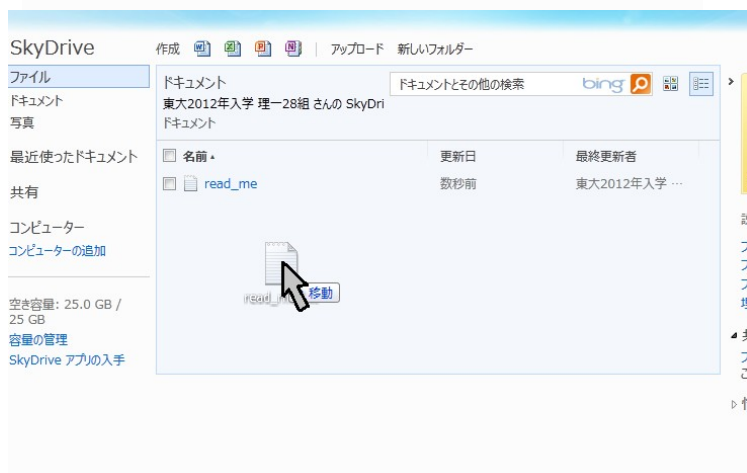 SkyDrive
作成
アップロード
新しいフォルダー
ファイル
ドキュメント
写真
最近使ったドキュメント
共有
コンピューター
コンピューターの追加
空き容量: 25.0 GB /
25 GB
容量の管理
SkyDrive アプリの入手
ドキュメント
東大2012年入学 理一28組 さんの SkyDri
ドキュメント
ドキュメントとその他の検索
bing
名前
更新日
最終更新者
read_me
数秒前
東大2012年入学 …
移動